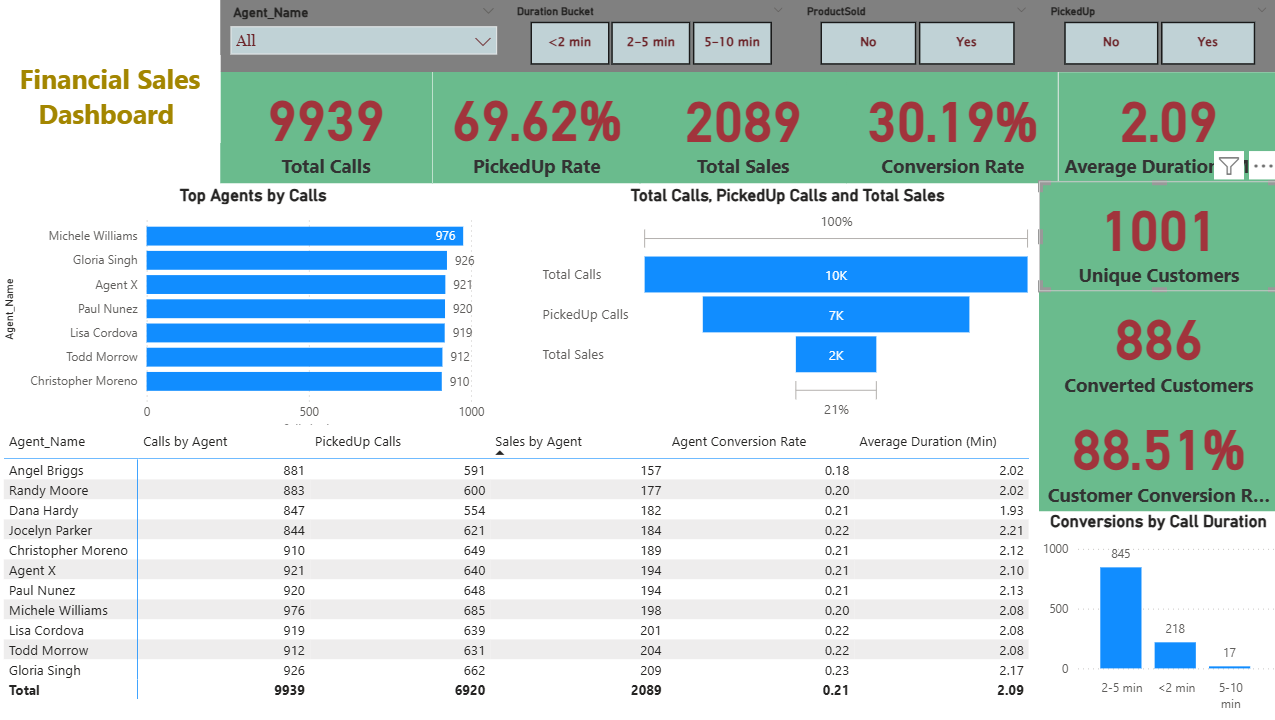 Agent_Name
Duration Bucket
ProductSold
PickedUp
All
<2 min
2-5 min
5-10 min
No
Yes
No
Yes
Financial Sales
Dashboard
9939
Total Calls
69.62%
PickedUp Rate
2089
Total Sales
30.19%
Conversion Rate
2.09
Average Duration
Top Agents by Calls
Agent_Name
Michele Williams 976
Gloria Singh 926
Agent X 921
Paul Nunez 920
Lisa Cordova 919
Todd Morrow 912
Christopher Moreno 910
0 500 1000
Total Calls, PickedUp Calls and Total Sales
100%
Total Calls 10K
PickedUp Calls 7K
Total Sales 2K
21%
1001
Unique Customers
886
Converted Customers
88.51%
Customer Conversion R...
Agent_Name Calls by Agent PickedUp Calls Sales by Agent Agent Conversion Rate Average Duration (Min)
Angel Briggs 881 591 157 0.18 2.02
Randy Moore 883 600 177 0.20 2.02
Dana Hardy 847 554 182 0.21 1.93
Jocelyn Parker 844 621 184 0.22 2.21
Christopher Moreno 910 649 189 0.21 2.12
Agent X 921 640 194 0.21 2.10
Paul Nunez 920 648 194 0.21 2.13
Michele Williams 976 685 198 0.20 2.08
Lisa Cordova 919 639 201 0.22 2.08
Todd Morrow 912 631 204 0.22 2.08
Gloria Singh 926 662 209 0.23 2.17
Total 9939 6920 2089 0.21 2.09
Conversions by Call Duration
1000
500
0
845
218
17
2-5 min
<2 min
5-10
min